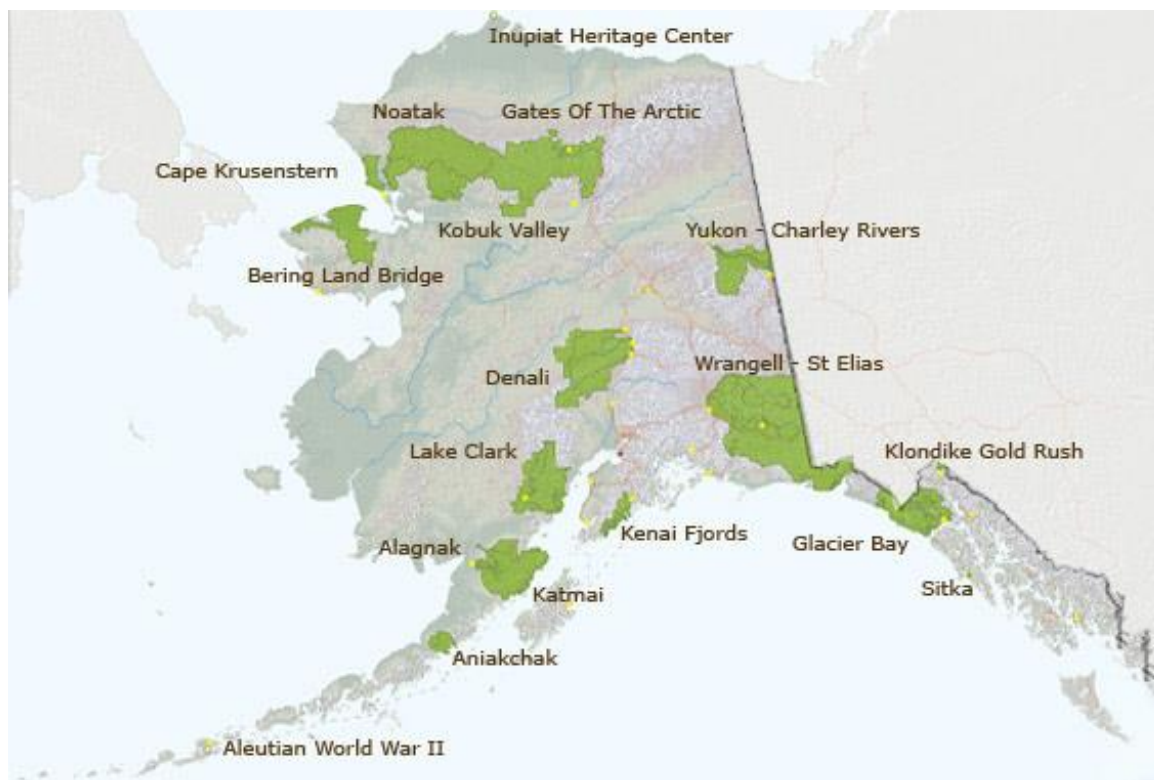 Inupiat Heritage Center
Noatak
Gates Of The Arctic
Cape Krusenstern
Kobuk Valley
Yukon - Charley Rivers
Bering Land Bridge
Wrangell - St Elias
Denali
Lake Clark
Klondike Gold Rush
Kenai Fjords
Glacier Bay
Alagnak
Sitka
Katmai
Aniakchak
Aleutian World War II